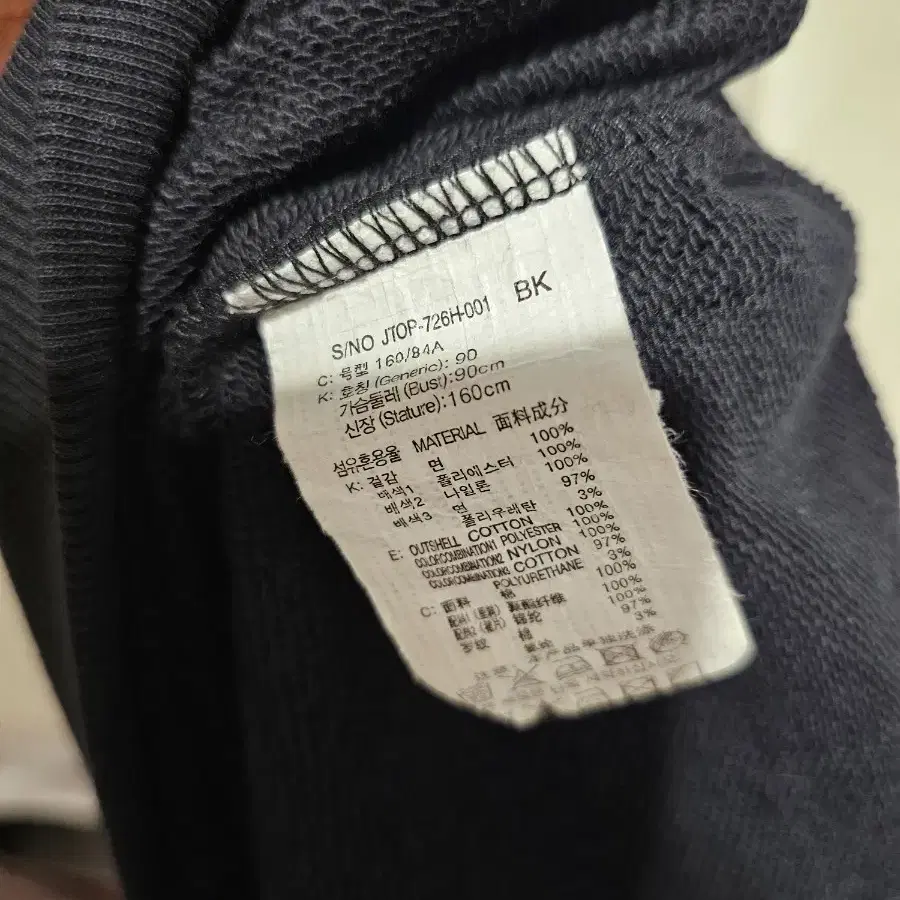 S/NO JTOP-726H-001 BK
C: 号型 160/84A
K: 호칭 (Generic): 90
가슴둘레 (Bust): 90cm
신장 (Stature): 160cm
섬유혼용율 MATERIAL 面料成分
K: 겉감 면 100%
배색1 폴리에스터 100%
배색2 나일론 100%
배색3 면 97%
폴리우레탄 3%
E: OUTSHELL COTTON 100%
COLORCOMBINATION1 POLYESTER 100%
COLORCOMBINATION2 NYLON 100%
COLORCOMBINATION3 COTTON 97%
POLYURETHANE 3%
C: 面料 棉 100%
100%
100%
罗纹 棉 97%
3%